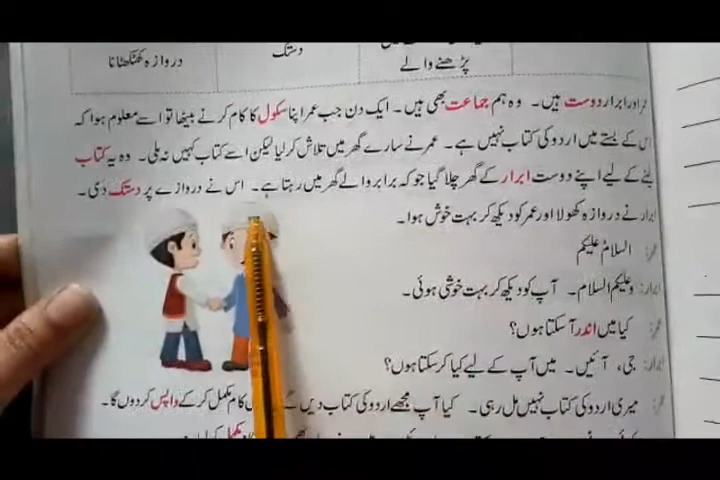 دروازہ کھٹکھٹانا دستک
پڑھنے والے
عمر اور ابرار دوست ہیں۔ وہ ہم جماعت بھی ہیں۔ ایک دن جب عمر اپنا سکول کا کام کرنے بیٹھا تو اسے معلوم ہوا کہ
اس کے بستے میں اردو کی کتاب نہیں ہے۔ عمر نے سارے گھر میں تلاش کر لیا لیکن اسے کتاب کہیں نہ ملی۔ وہ یہ کتاب
لینے کے لیے اپنے دوست ابرار کے گھر چلا گیا جو کہ برابر والے گھر میں رہتا ہے۔ اس نے دروازے پر دستک دی۔
ابرار نے دروازہ کھولا اور عمر کو دیکھ کر بہت خوش ہوا۔
عمر: السلامُ علیکم
ابرار: وعلیکم السلام۔ آپ کو دیکھ کر بہت خوشی ہوئی۔
عمر: کیا میں اندر آ سکتا ہوں؟
ابرار: جی، آئیں۔ میں آپ کے لیے کیا کر سکتا ہوں؟
عمر: میری اردو کی کتاب نہیں مل رہی۔ کیا آپ مجھے اردو کی کتاب دیں گے کام مکمل کر کے واپس کر دوں گا۔